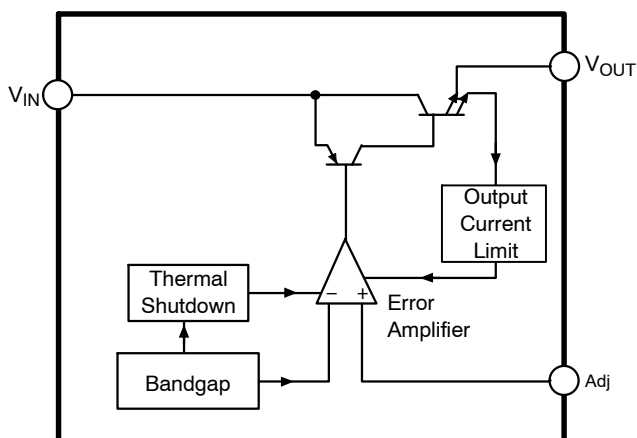 V_IN
V_OUT
Output
Current
Limit
Thermal
Shutdown
− +
Error
Amplifier
Bandgap
Adj